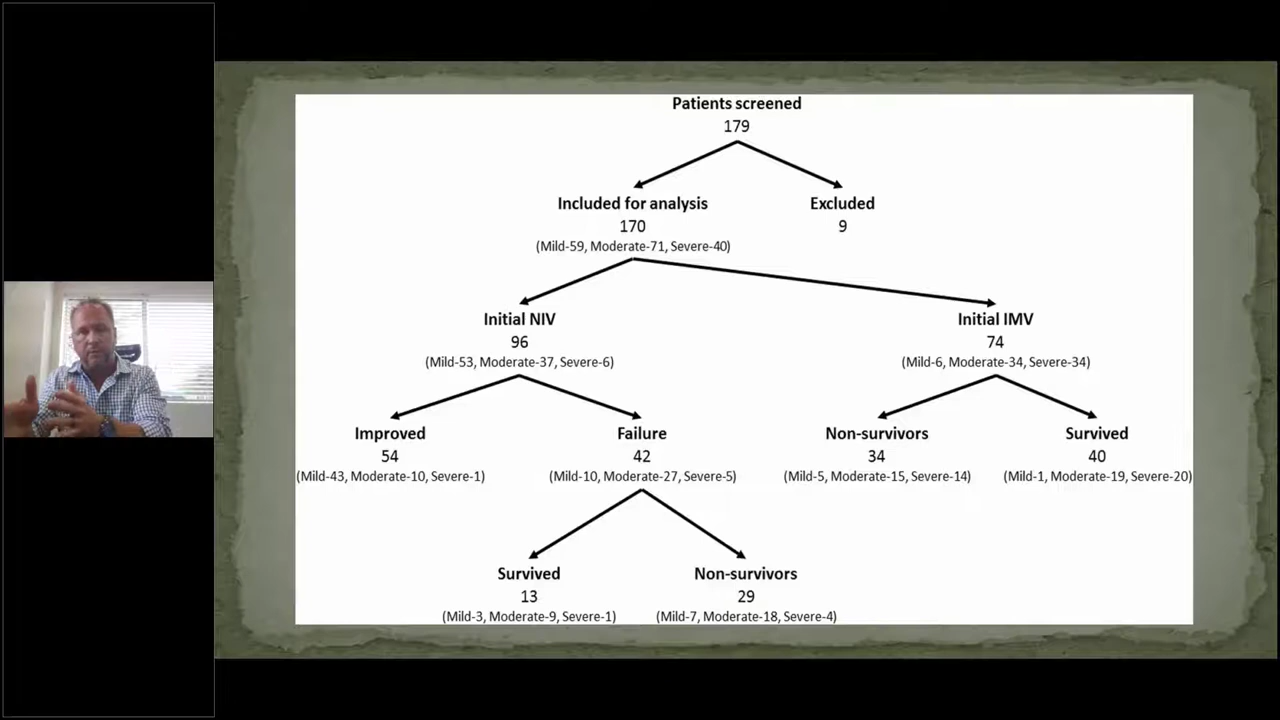 Patients screened
179
Included for analysis
170
(Mild-59, Moderate-71, Severe-40)
Excluded
9
Initial NIV
96
(Mild-53, Moderate-37, Severe-6)
Initial IMV
74
(Mild-6, Moderate-34, Severe-34)
Improved
54
(Mild-43, Moderate-10, Severe-1)
Failure
42
(Mild-10, Moderate-27, Severe-5)
Non-survivors
34
(Mild-5, Moderate-15, Severe-14)
Survived
40
(Mild-1, Moderate-19, Severe-20)
Survived
13
(Mild-3, Moderate-9, Severe-1)
Non-survivors
29
(Mild-7, Moderate-18, Severe-4)